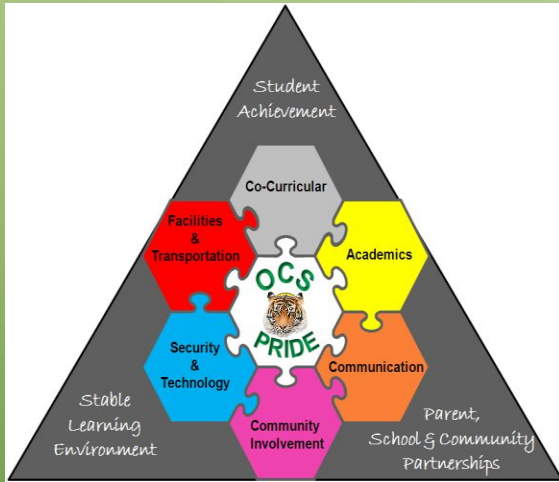 Student
Achievement
Co-Curricular
Facilities
&
Transportation
Academics
OCS
PRIDE
Security
&
Technology
Communication
Community
Involvement
Stable
Learning
Environment
Parent,
School & Community
Partnerships